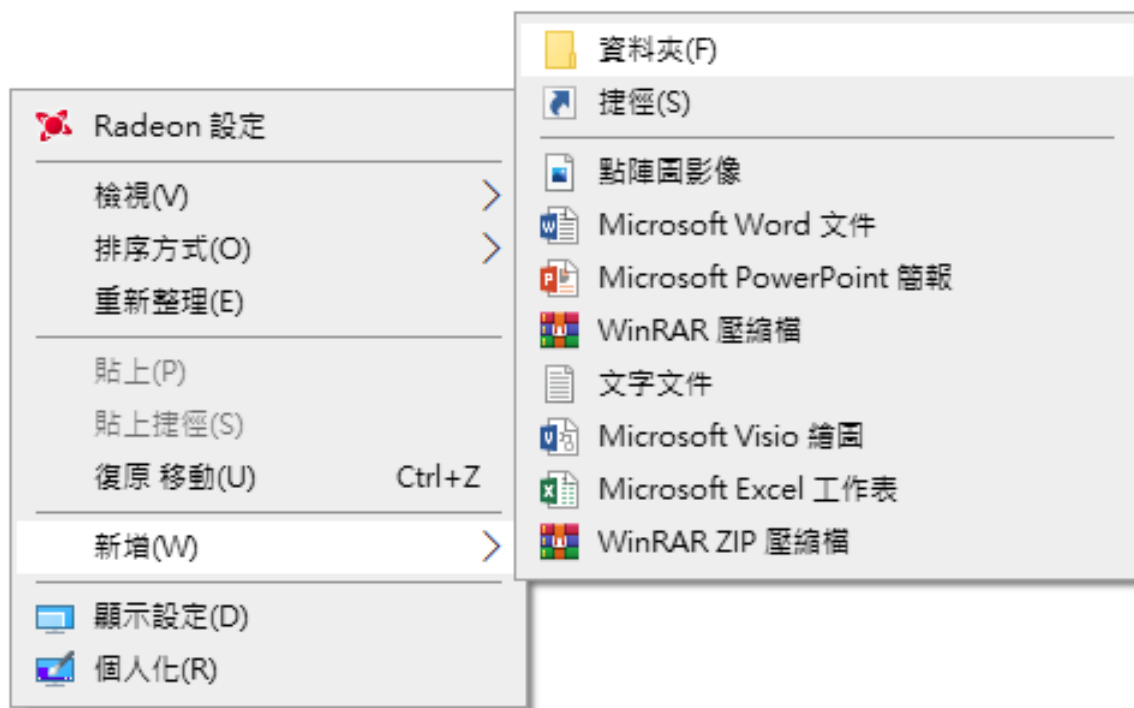 Radeon 設定
檢視(V)
排序方式(O)
重新整理(E)
貼上(P)
貼上捷徑(S)
復原 移動(U) Ctrl+Z
新增(W)
顯示設定(D)
個人化(R)
資料夾(F)
捷徑(S)
點陣圖影像
Microsoft Word 文件
Microsoft PowerPoint 簡報
WinRAR 壓縮檔
文字文件
Microsoft Visio 繪圖
Microsoft Excel 工作表
WinRAR ZIP 壓縮檔